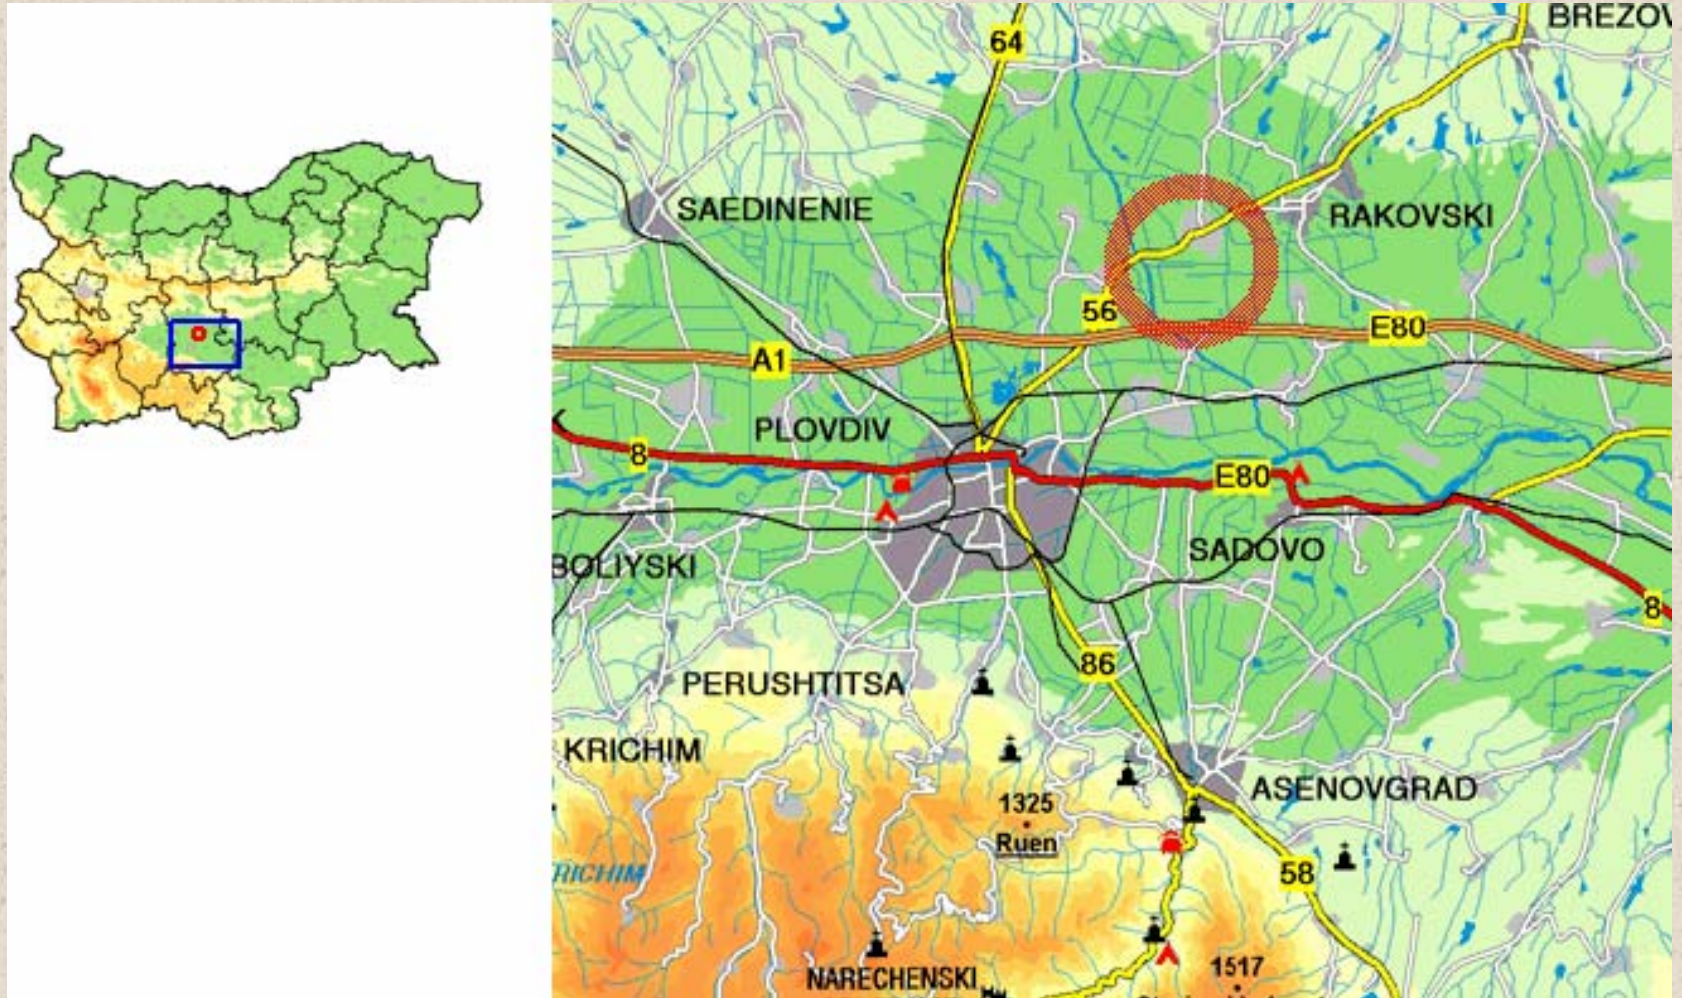 64
BREZOV
SAEDINENIE
RAKOVSKI
56
E80
A1
PLOVDIV
8
E80
SADOVO
BOLIYSKI
8
86
PERUSHTITSA
KRICHIM
ASENOVGRAD
1325
Ruen
RICHIM
58
1517
NARECHENSKI